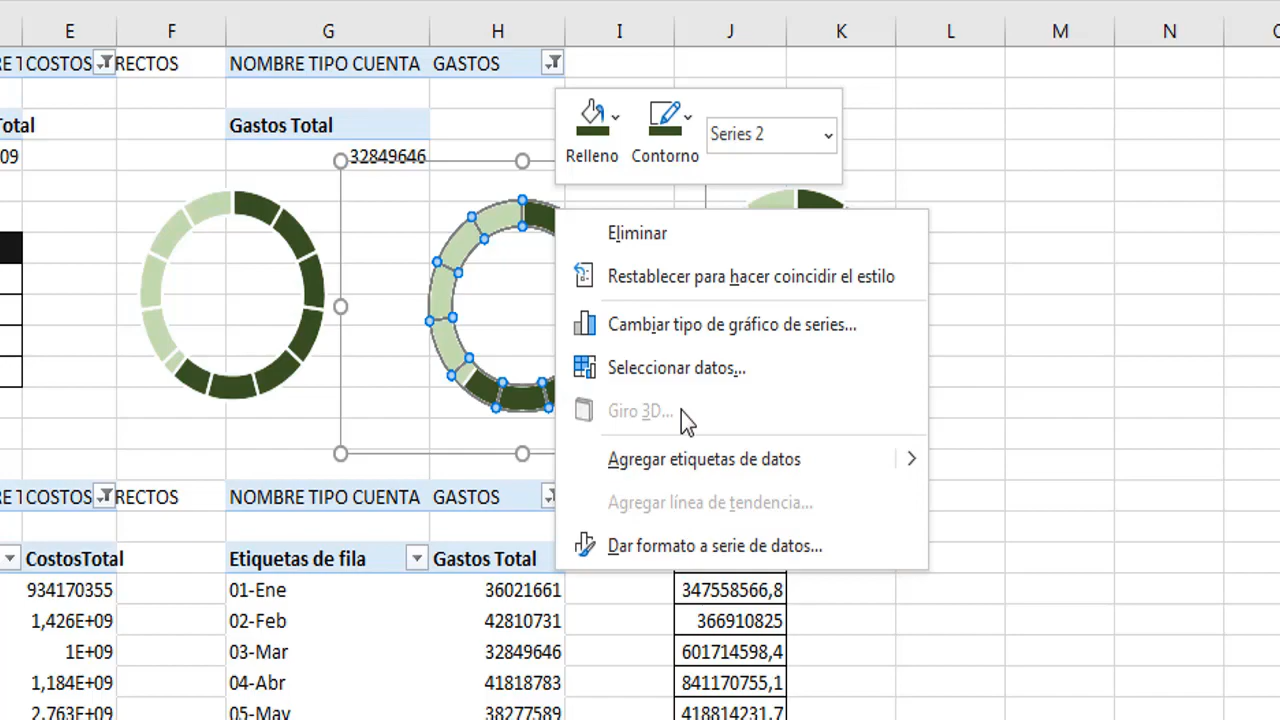 E F G H I J K L M N
RE T COSTOS RECTOS NOMBRE TIPO CUENTA GASTOS
Total Gastos Total
09 32849646
Series 2
Relleno Contorno
Eliminar
Restablecer para hacer coincidir el estilo
Cambiar tipo de gráfico de series...
Seleccionar datos...
Giro 3D...
Agregar etiquetas de datos
Agregar línea de tendencia...
Dar formato a serie de datos...
RE T COSTOS RECTOS NOMBRE TIPO CUENTA GASTOS
CostosTotal Etiquetas de fila Gastos Total
934170355 01-Ene 36021661 347558566,8
1,426E+09 02-Feb 42810731 366910825
1E+09 03-Mar 32849646 601714598,4
1,184E+09 04-Abr 41818783 841170755,1
2,763E+09 05-May 38277589 418814231,7